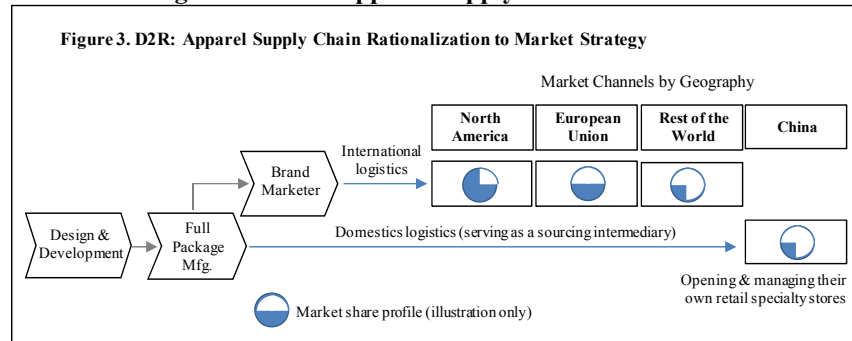 Figure 3. D2R: Apparel Supply Chain Rationalization to Market Strategy
Market Channels by Geography
North
America
European
Union
Rest of the
World
China
Brand
Marketer
International
logistics
Design &
Development
Full
Package
Mfg.
Domestics logistics (serving as a sourcing intermediary)
Opening & managing their
own retail specialty stores
Market share profile (illustration only)